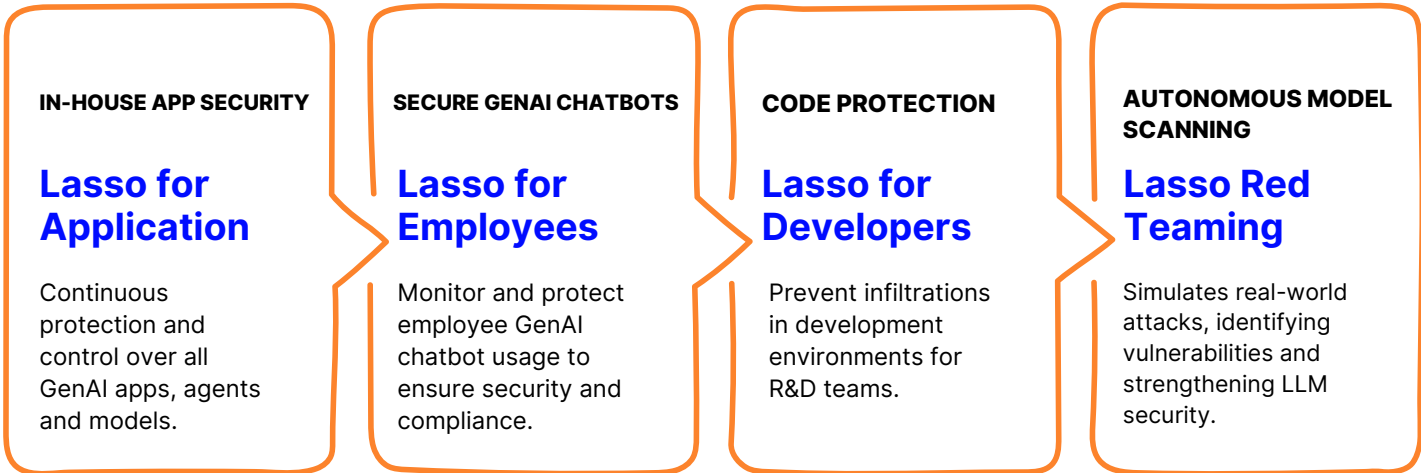 IN-HOUSE APP SECURITY
Lasso for
Application
Continuous
protection and
control over all
GenAI apps, agents
and models.
SECURE GENAI CHATBOTS
Lasso for
Employees
Monitor and protect
employee GenAI
chatbot usage to
ensure security and
compliance.
CODE PROTECTION
Lasso for
Developers
Prevent infiltrations
in development
environments for
R&D teams.
AUTONOMOUS MODEL
SCANNING
Lasso Red
Teaming
Simulates real-world
attacks, identifying
vulnerabilities and
strengthening LLM
security.